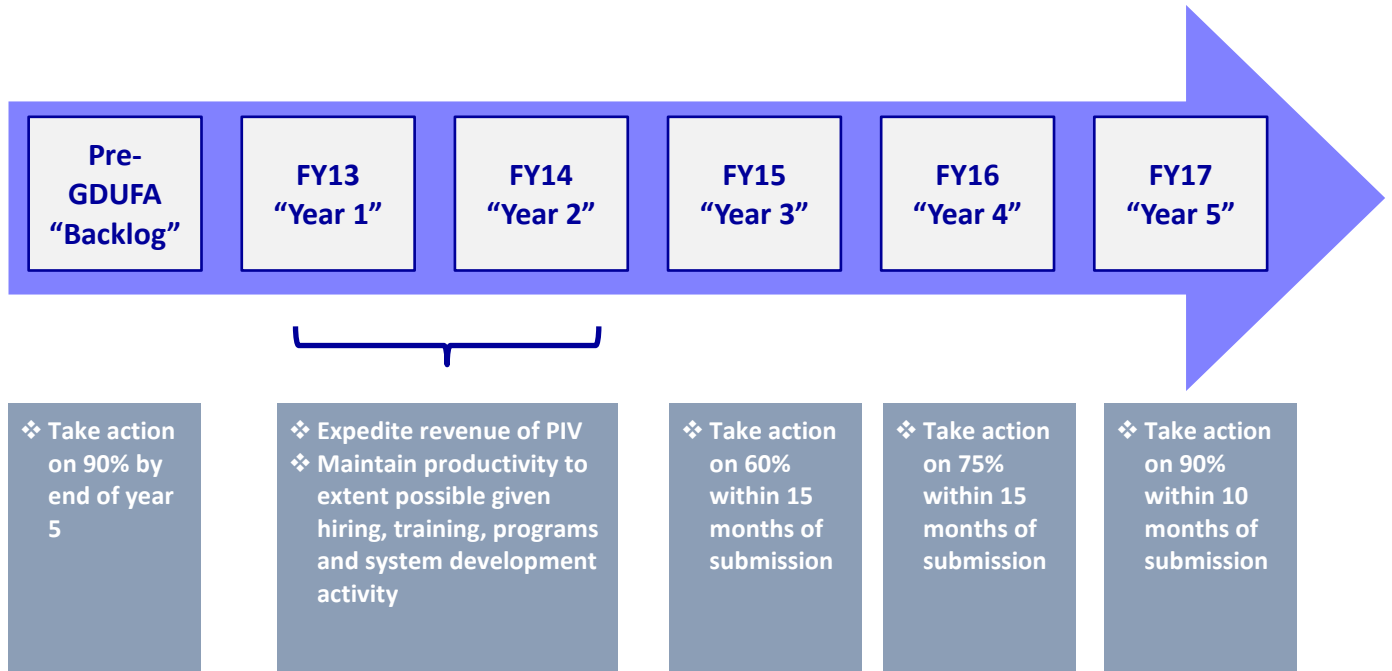 Pre-
GDUFA
“Backlog”
FY13
“Year 1”
FY14
“Year 2”
FY15
“Year 3”
FY16
“Year 4”
FY17
“Year 5”
❖ Take action
on 90% by
end of year
5
❖ Expedite revenue of PIV
❖ Maintain productivity to
extent possible given
hiring, training, programs
and system development
activity
❖ Take action
on 60%
within 15
months of
submission
❖ Take action
on 75%
within 15
months of
submission
❖ Take action
on 90%
within 10
months of
submission